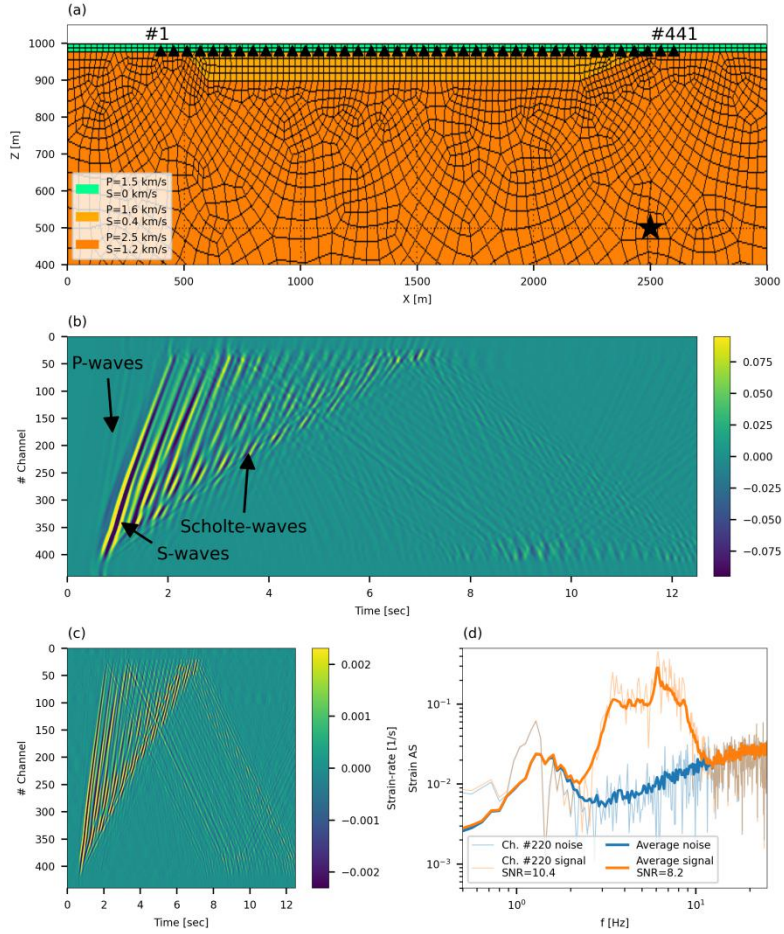 (a)
#1
#441
1000
900
800
700
600
500
400
Z [m]
P=1.5 km/s
S=0 km/s
P=1.6 km/s
S=0.4 km/s
P=2.5 km/s
S=1.2 km/s
0
500
1000
1500
2000
2500
3000
X [m]
(b)
0
50
100
150
200
250
300
350
400
# Channel
P-waves
Scholte-waves
S-waves
0
2
4
6
8
10
12
Time [sec]
0.075
0.050
0.025
0.000
−0.025
−0.050
−0.075
(c)
0
50
100
150
200
250
300
350
400
# Channel
0
2
4
6
8
10
12
Time [sec]
0.002
0.001
0.000
−0.001
−0.002
Strain-rate [1/s]
(d)
10⁻¹
10⁻²
10⁻³
Strain AS
Ch. #220 noise
Ch. #220 signal
SNR=10.4
Average noise
Average signal
SNR=8.2
10⁰
10¹
f [Hz]